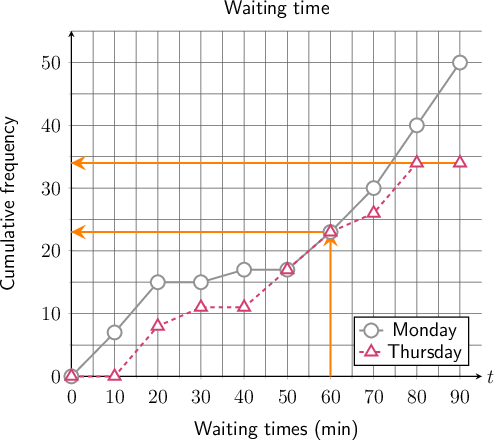 Waiting time
Cumulative frequency
50
40
30
20
10
0
0 10 20 30 40 50 60 70 80 90 t
Waiting times (min)
Monday
Thursday